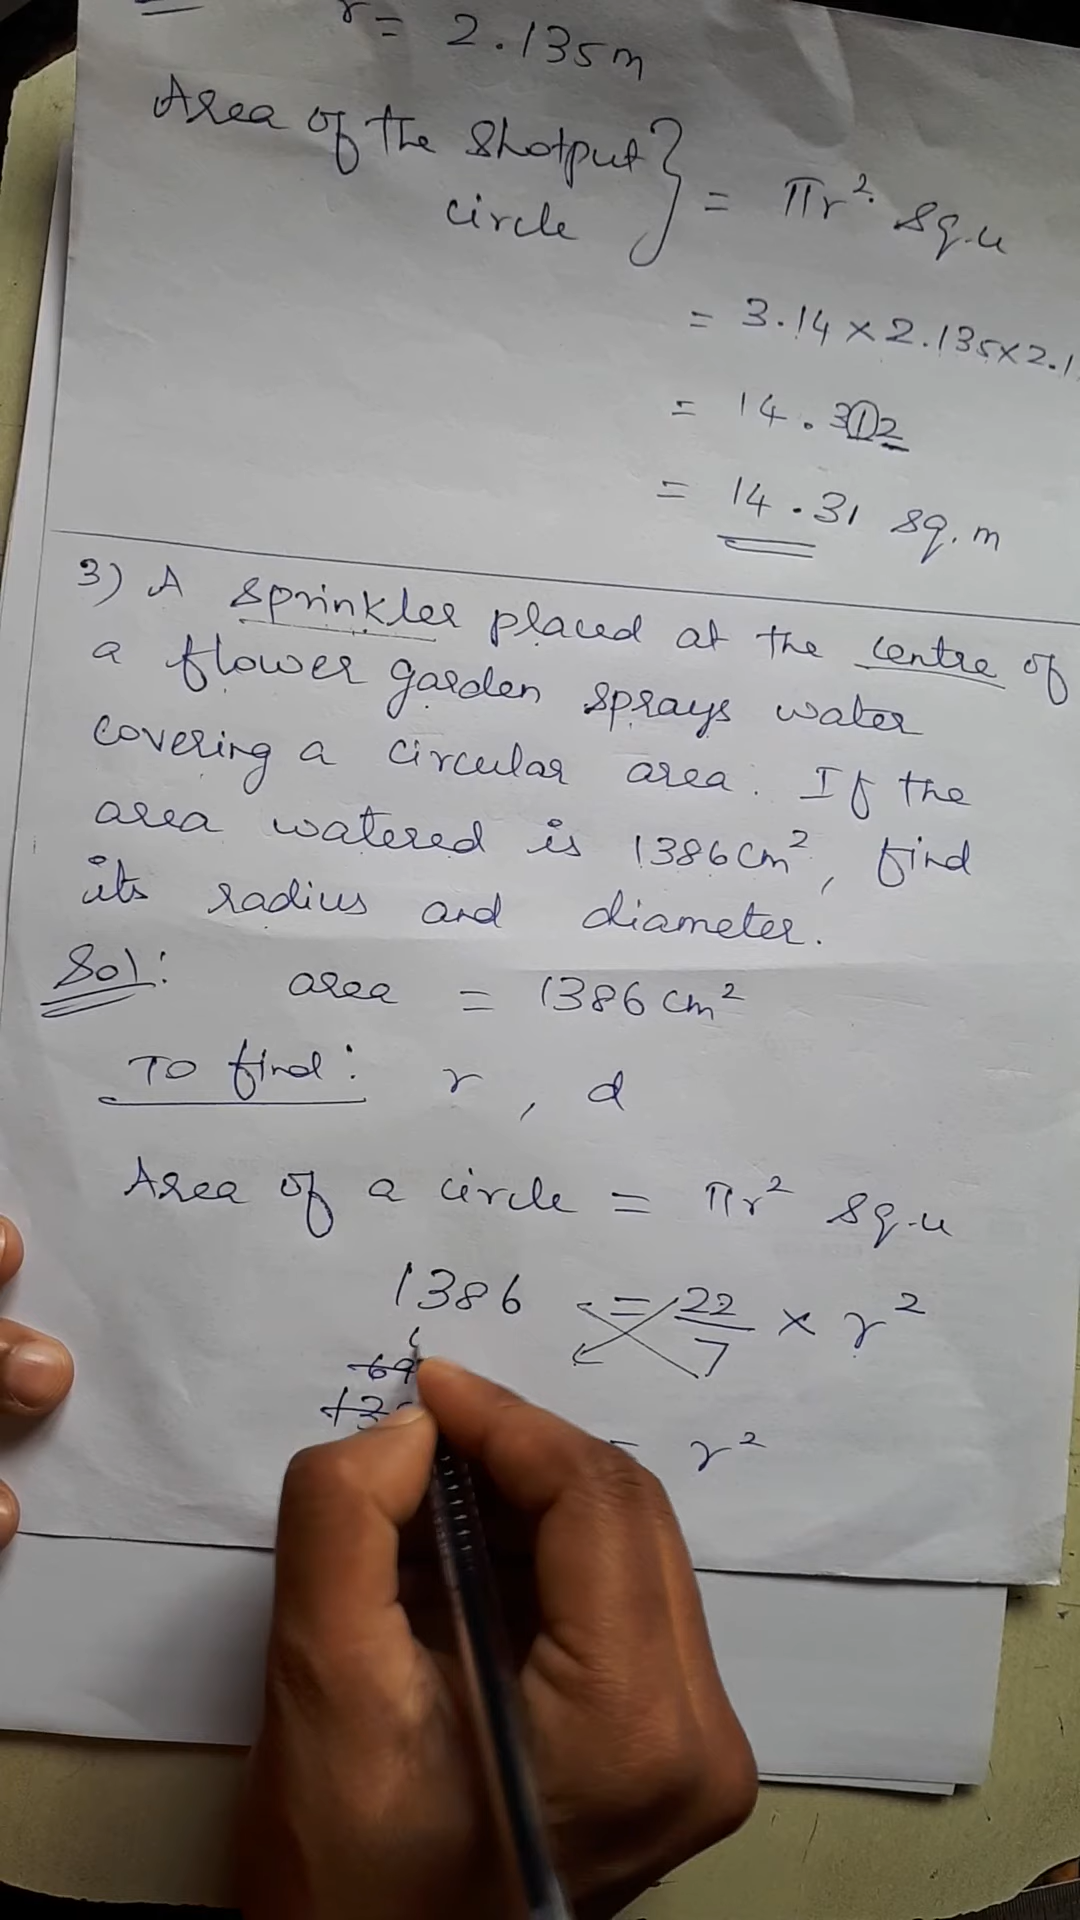 r = 2.135m
Area of the Shotput
circle } = πr² sq.u
= 3.14 × 2.135 × 2.1
= 14.312
= 14.31 sq.m
3) A sprinkler placed at the centre of
a flower garden sprays water
covering a circular area. If the
area watered is 1386cm², find
its radius and diameter.
Sol: area = 1386 cm²
To find: r, d
Area of a circle = πr² sq.u
1386 = 22/7 × r²
= r²